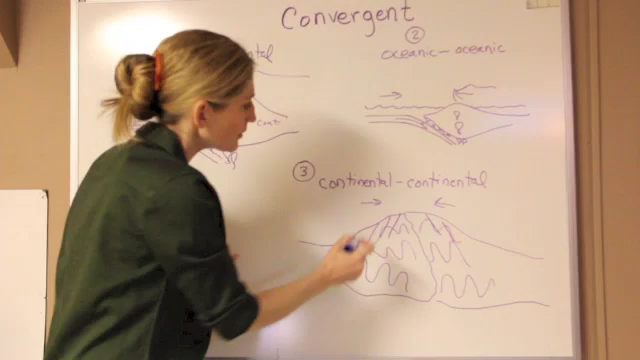 Convergent
②
oceanic-oceanic
③
continental-continental